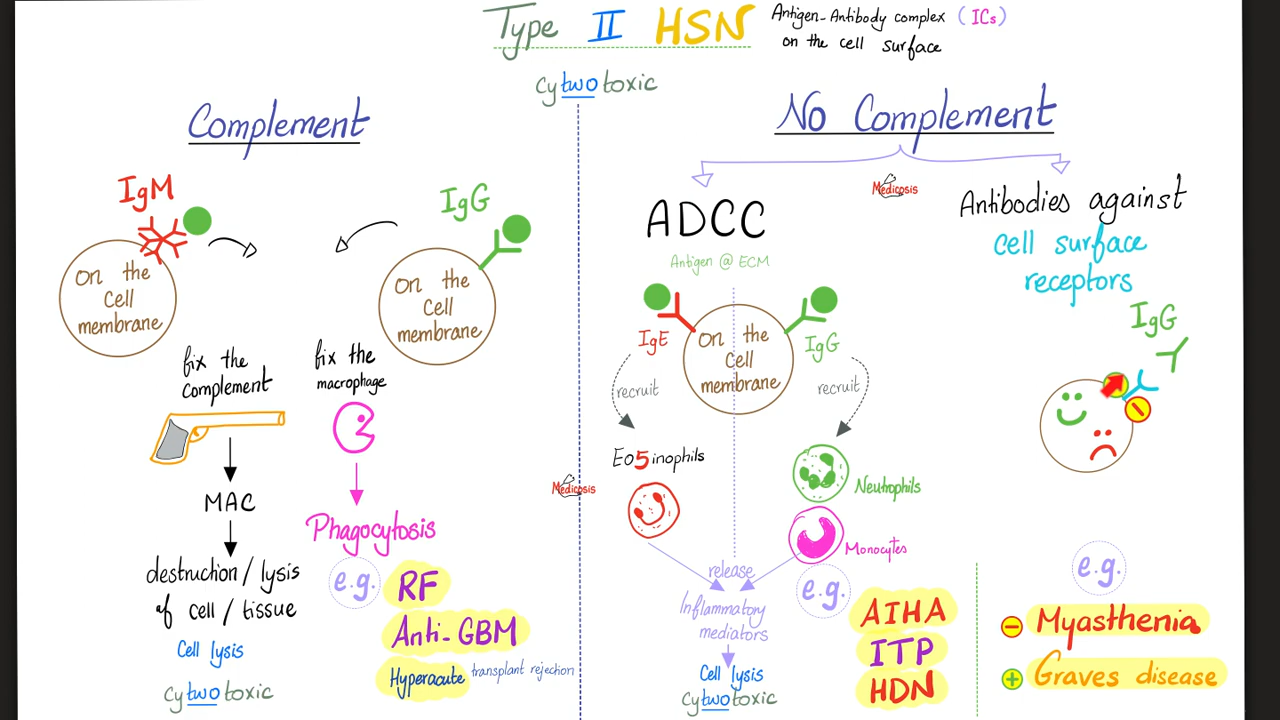 Type II HSN
Antigen-Antibody complex (ICs)
on the cell surface
cytwotoxic
Complement
IgM
on the
Cell
membrane
IgG
on the
Cell
membrane
fix the
complement
fix the
macrophage
MAC
destruction/lysis
of cell/tissue
Cell lysis
cytwotoxic
Phagocytosis
e.g.
RF
Anti-GBM
Hyperacute transplant rejection
No Complement
Medicosis
ADCC
Antigen @ ECM
IgE
on the
Cell
membrane
IgG
recruit
recruit
Eo5inophils
Medicosis
Neutrophils
Monocytes
release
Inflammatory
mediators
Cell lysis
cytwotoxic
e.g.
AIHA
ITP
HDN
Antibodies against
cell surface
receptors
IgG
e.g.
− Myasthenia
+ Graves disease